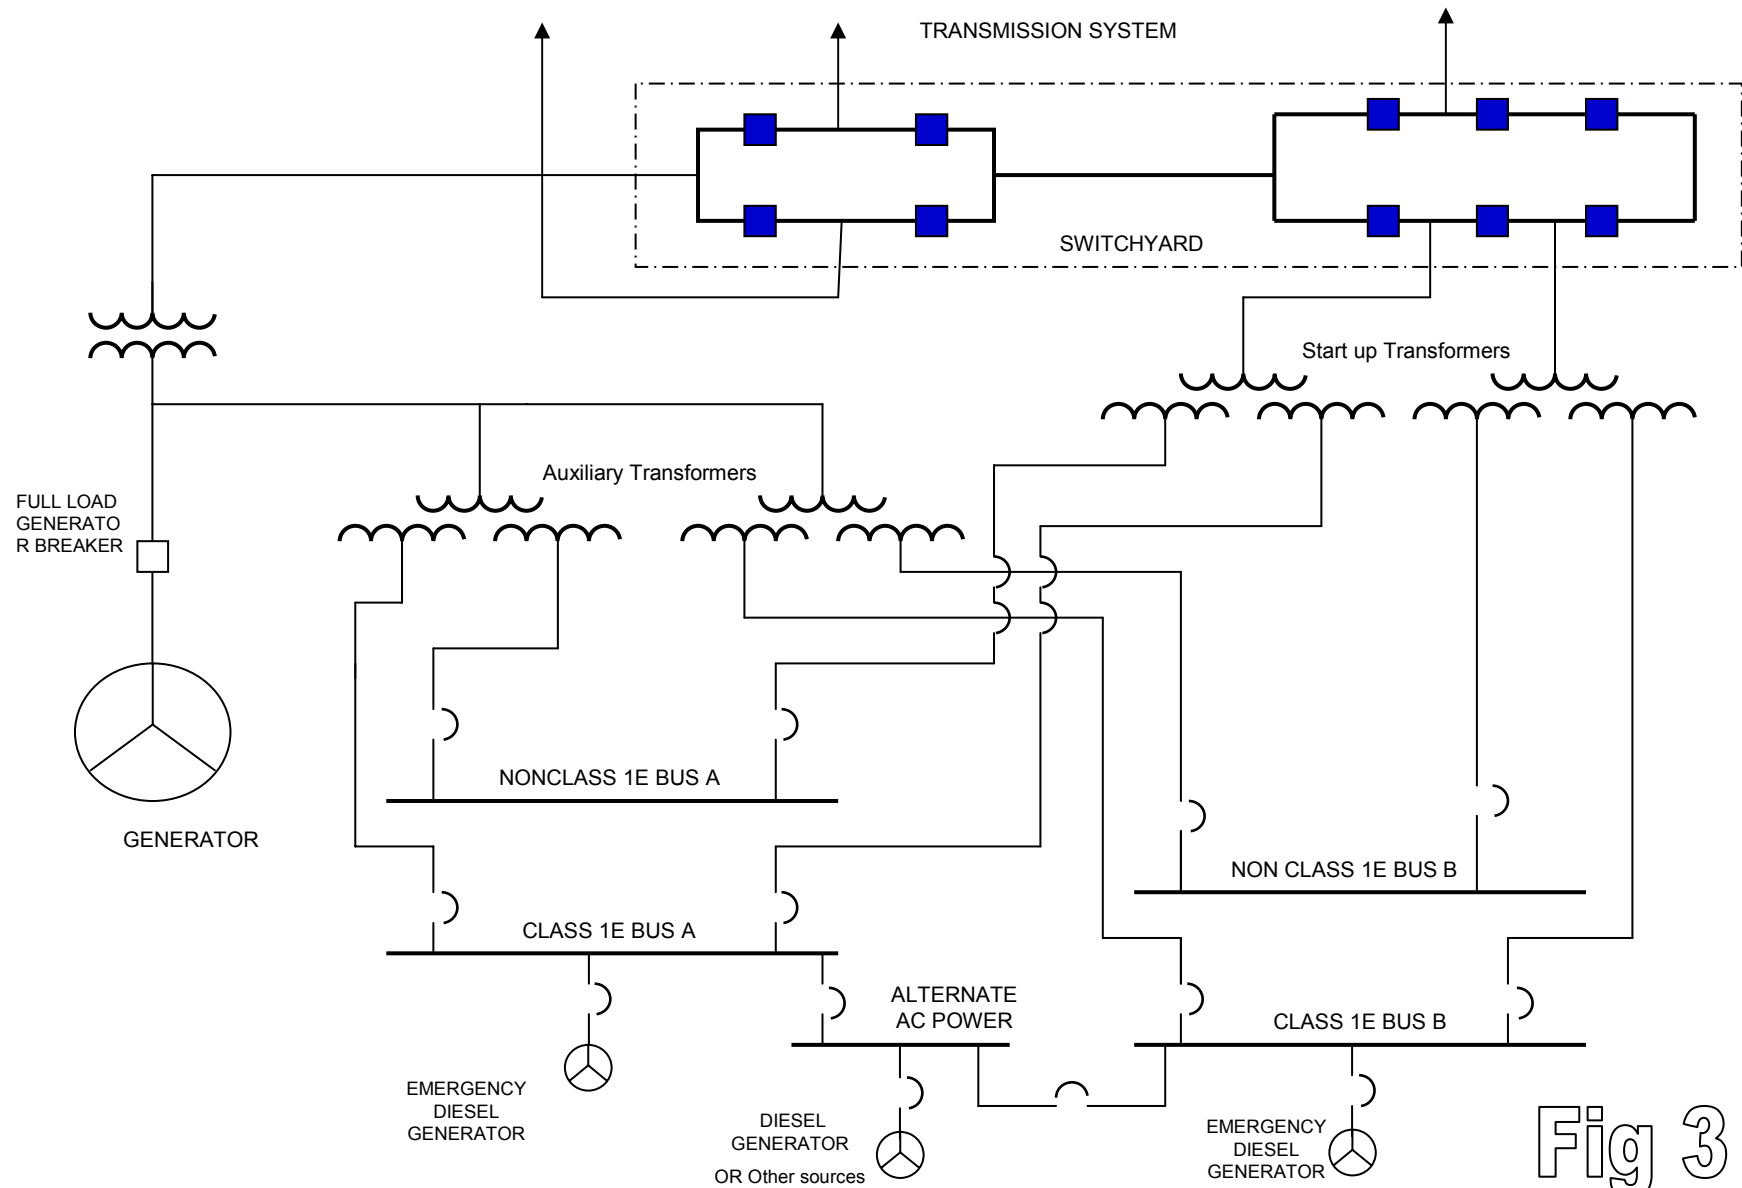 TRANSMISSION SYSTEM
SWITCHYARD
Start up Transformers
Auxiliary Transformers
FULL LOAD
GENERATO
R BREAKER
NONCLASS 1E BUS A
GENERATOR
NON CLASS 1E BUS B
CLASS 1E BUS A
ALTERNATE
AC POWER
CLASS 1E BUS B
EMERGENCY
DIESEL
GENERATOR
DIESEL
GENERATOR
OR Other sources
EMERGENCY
DIESEL
GENERATOR
Fig 3